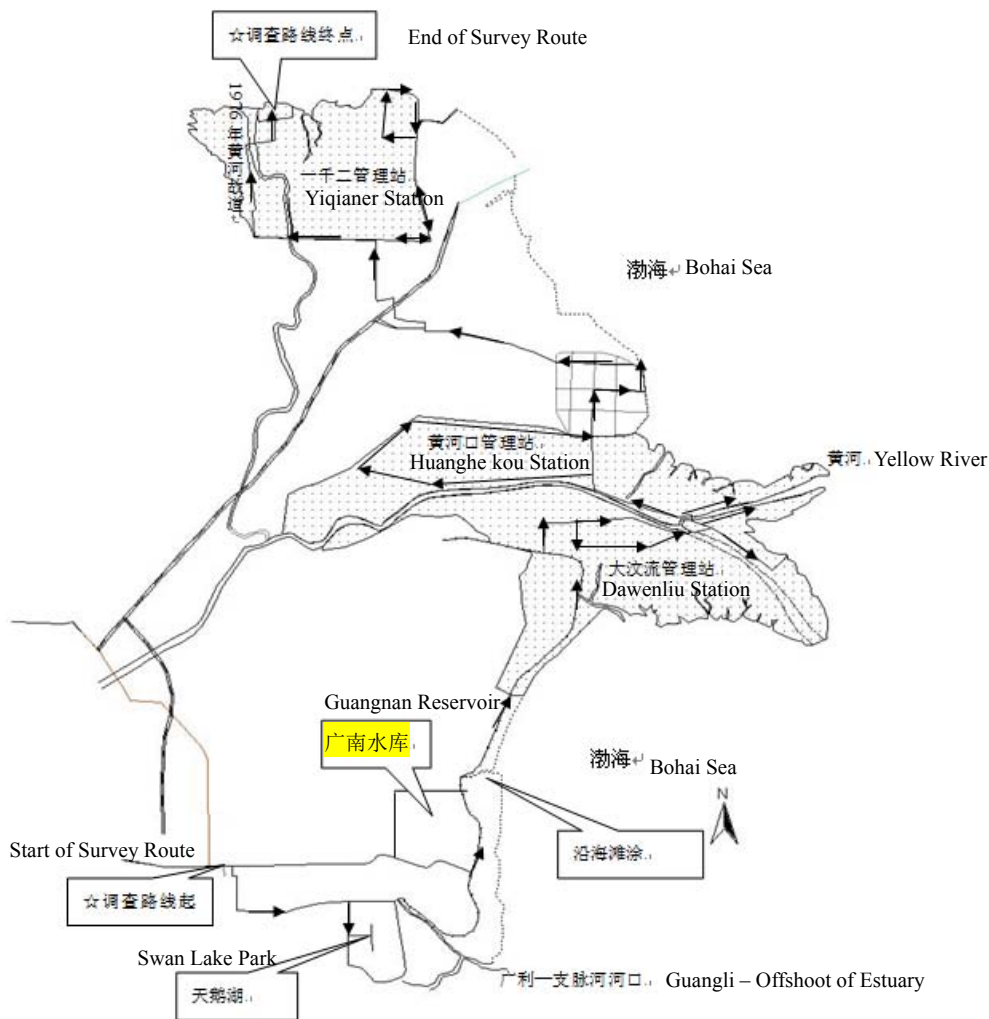 ☆调查路线终点
End of Survey Route
1976年黄河故道
一千二管理站
Yiqianer Station
渤海
Bohai Sea
黄河口管理站
Huanghe kou Station
黄河
Yellow River
大汶流管理站
Dawenliu Station
Guangnan Reservoir
广南水库
渤海
Bohai Sea
N
Start of Survey Route
沿海滩涂
☆调查路线起
Swan Lake Park
天鹅湖
广利一支脉河河口
Guangli – Offshoot of Estuary